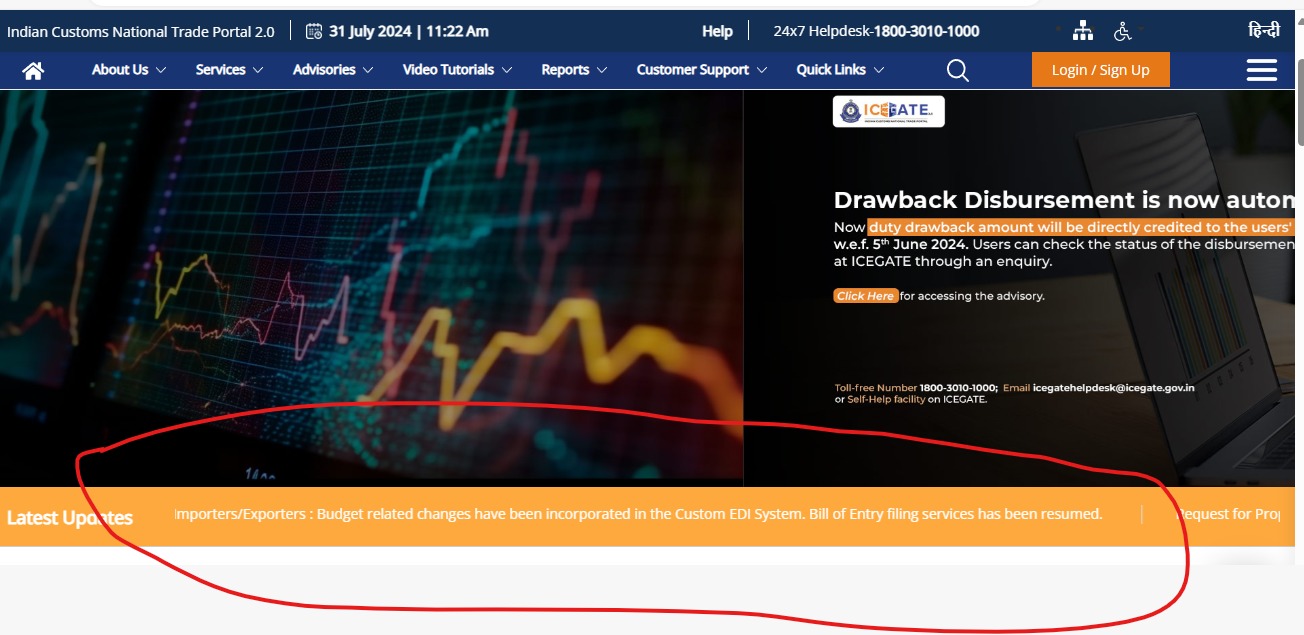 Indian Customs National Trade Portal 2.0 31 July 2024 | 11:22 Am Help 24x7 Helpdesk-1800-3010-1000 हिन्दी
About Us Services Advisories Video Tutorials Reports Customer Support Quick Links Login / Sign Up
ICEGATE
INDIAN CUSTOMS NATIONAL TRADE PORTAL
Drawback Disbursement is now autom
Now duty drawback amount will be directly credited to the users'
w.e.f. 5th June 2024. Users can check the status of the disbursemen
at ICEGATE through an enquiry.
Click Here for accessing the advisory.
Toll-free Number 1800-3010-1000; Email icegatehelpdesk@icegate.gov.in
or Self-Help facility on ICEGATE.
Latest Updates Importers/Exporters : Budget related changes have been incorporated in the Custom EDI System. Bill of Entry filing services has been resumed. Request for Prop